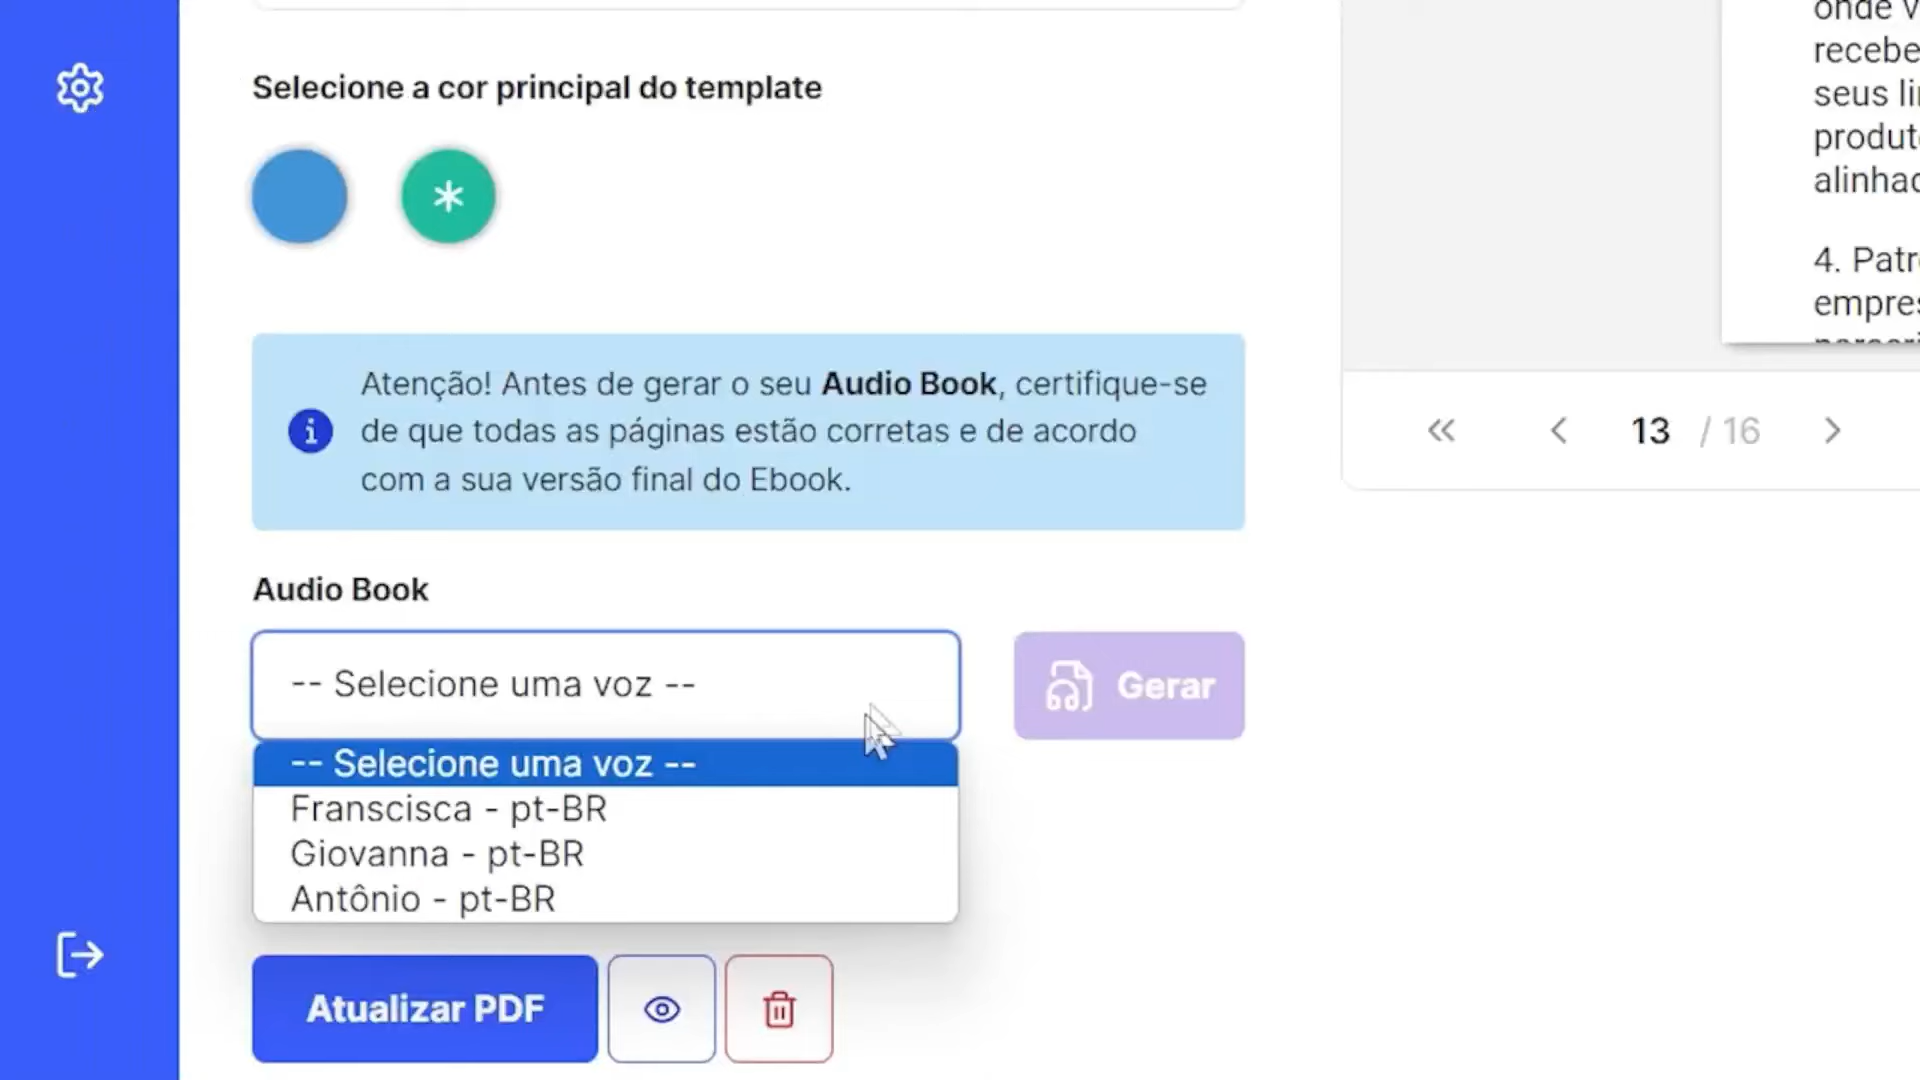 Selecione a cor principal do template
Atenção! Antes de gerar o seu Audio Book, certifique-se
de que todas as páginas estão corretas e de acordo
com a sua versão final do Ebook.
Audio Book
-- Selecione uma voz --
Gerar
-- Selecione uma voz --
Franscisca - pt-BR
Giovanna - pt-BR
Antônio - pt-BR
Atualizar PDF
onde v
recebe
seus li
produt
alinhad
4. Patr
empres
13 / 16